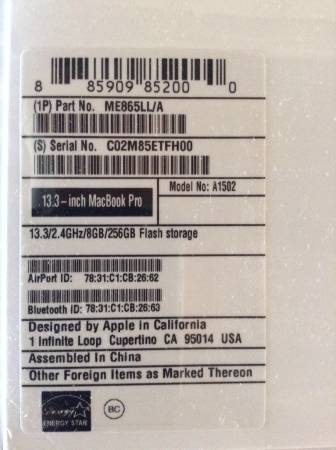 8 85909 85200 0
(1P) Part No. ME865LL/A
(S) Serial No. C02M85ETFH00
13.3-inch MacBook Pro
Model No: A1502
13.3/2.4GHz/8GB/256GB Flash storage
AirPort ID: 78:31:C1:CB:26:62
Bluetooth ID: 78:31:C1:CB:26:63
Designed by Apple in California
1 Infinite Loop Cupertino CA 95014 USA
Assembled In China
Other Foreign Items as Marked Thereon
energy
ENERGY STAR
BC